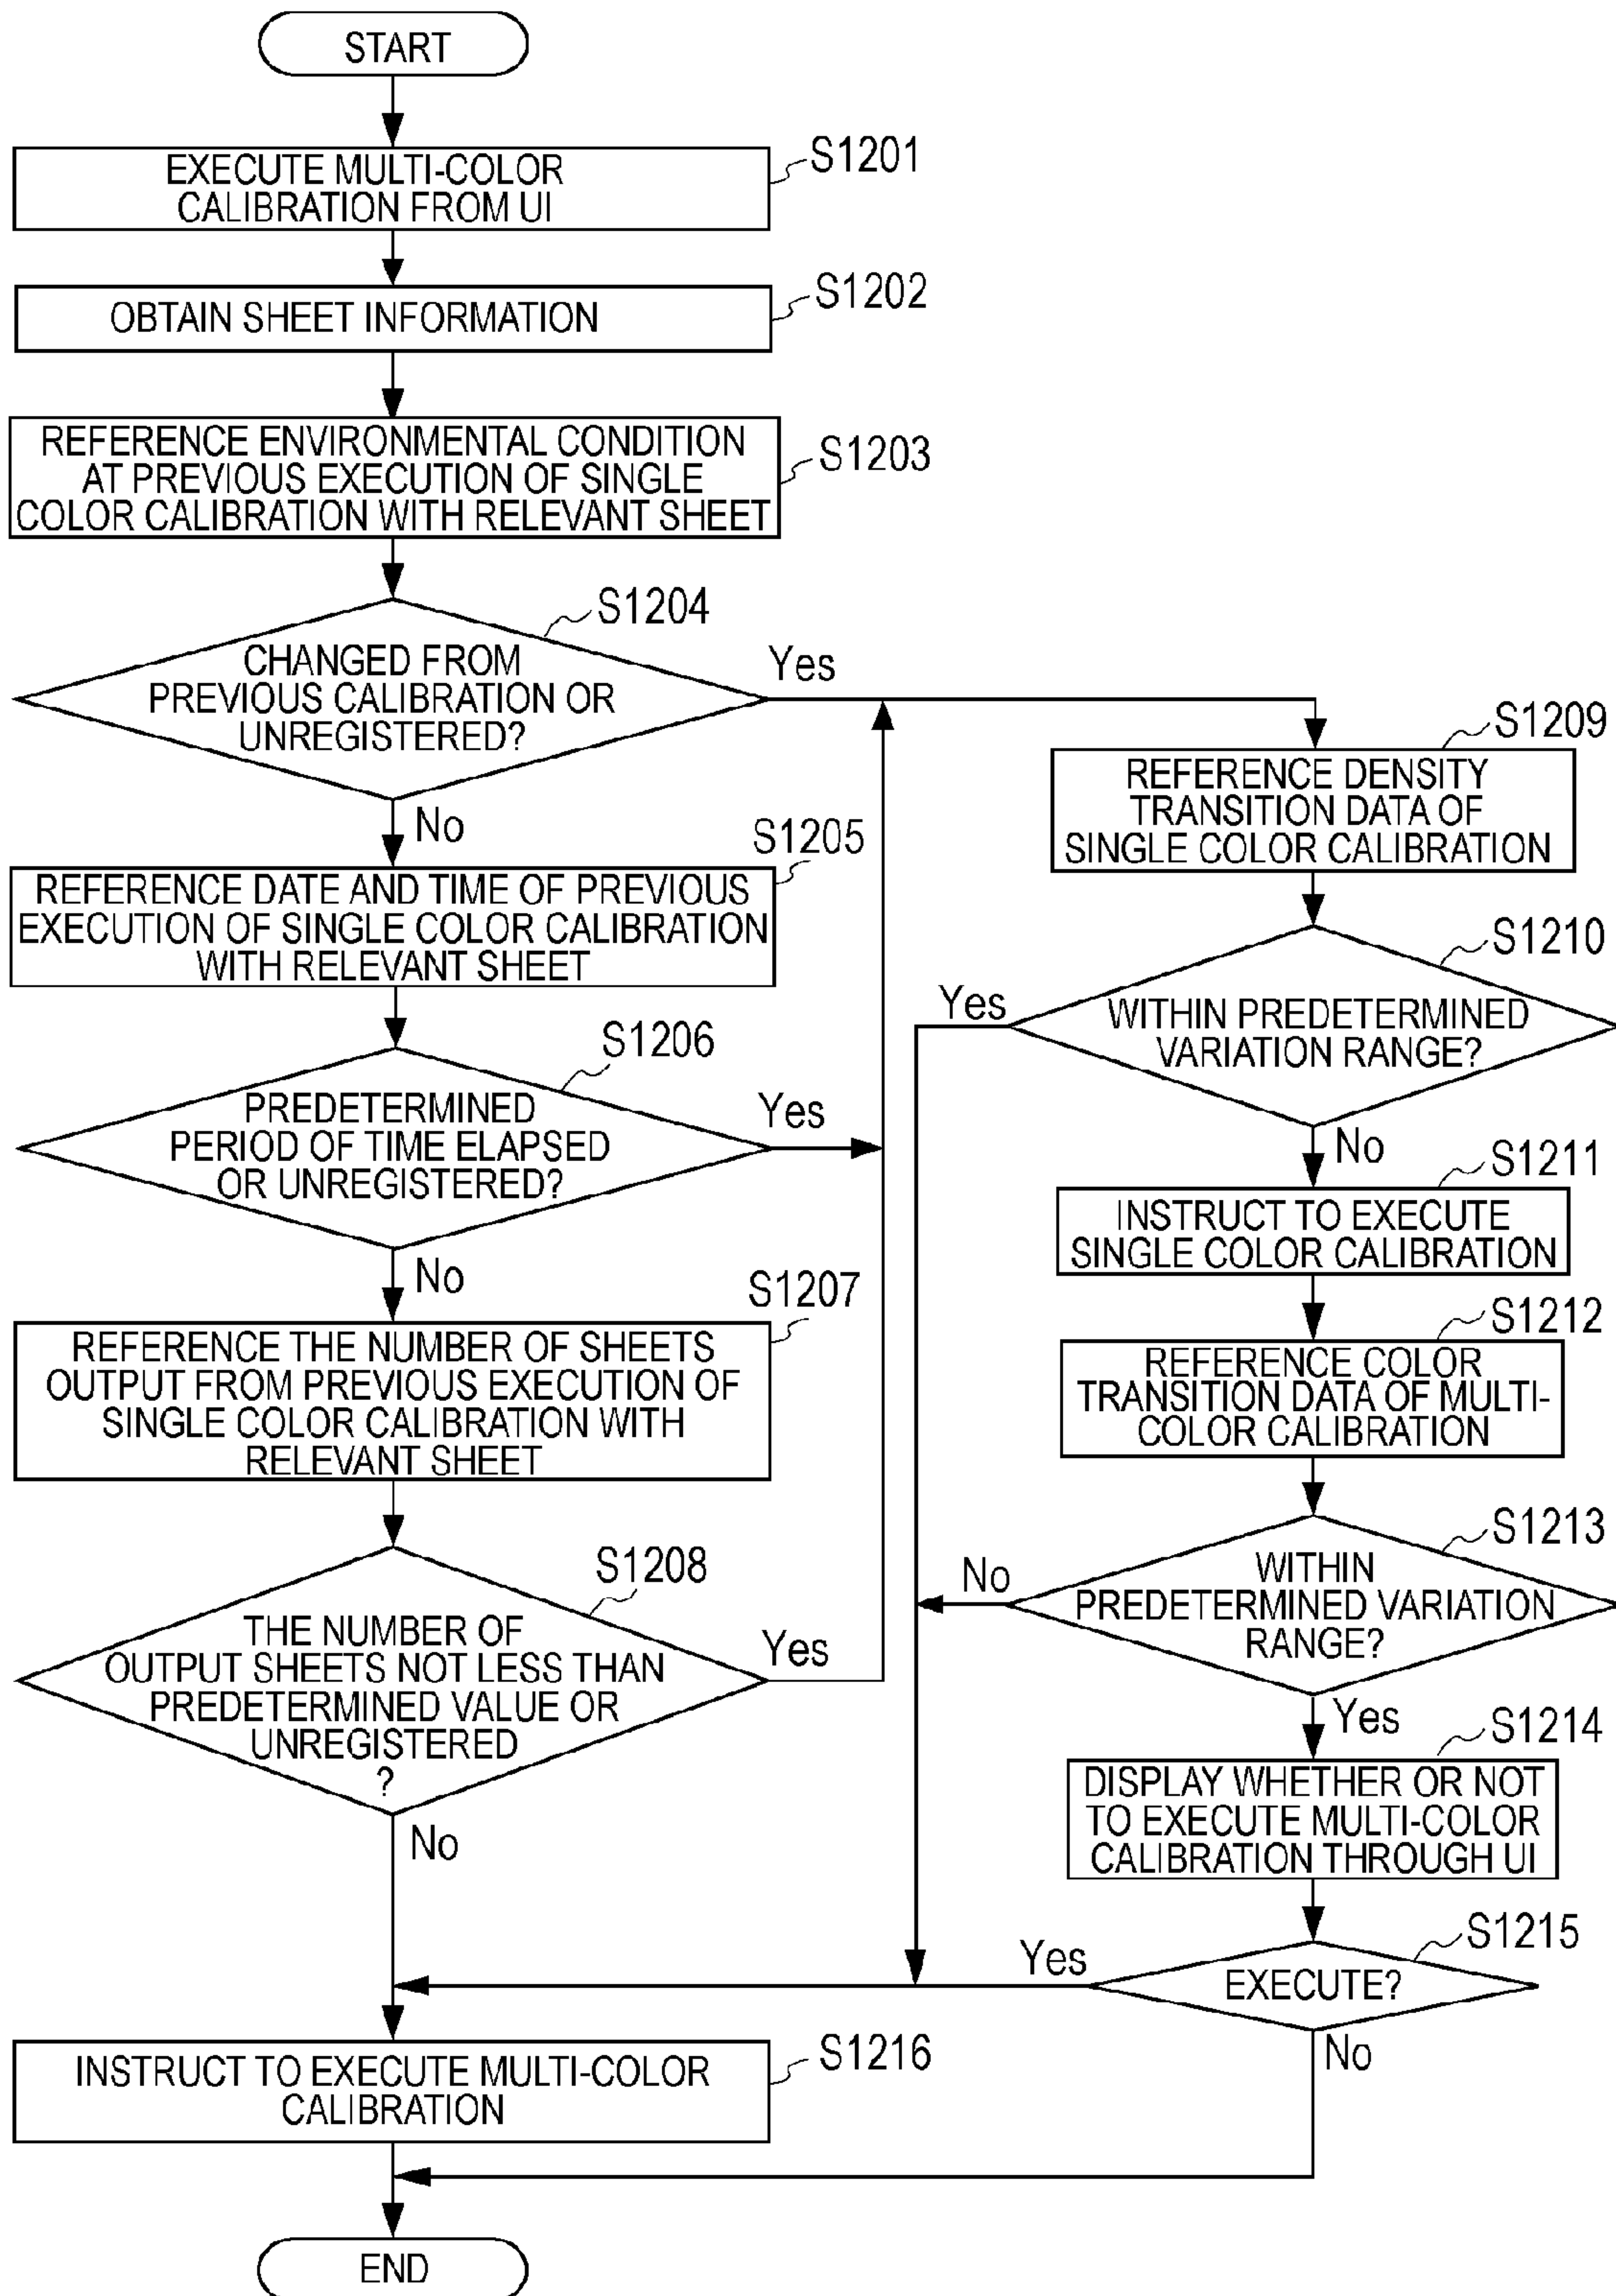 START
EXECUTE MULTI-COLOR
CALIBRATION FROM UI
S1201
OBTAIN SHEET INFORMATION
S1202
REFERENCE ENVIRONMENTAL CONDITION
AT PREVIOUS EXECUTION OF SINGLE
COLOR CALIBRATION WITH RELEVANT SHEET
S1203
S1204
CHANGED FROM
PREVIOUS CALIBRATION OR
UNREGISTERED?
Yes
No
S1205
REFERENCE DATE AND TIME OF PREVIOUS
EXECUTION OF SINGLE COLOR CALIBRATION
WITH RELEVANT SHEET
S1206
PREDETERMINED
PERIOD OF TIME ELAPSED
OR UNREGISTERED?
Yes
No
S1207
REFERENCE THE NUMBER OF SHEETS
OUTPUT FROM PREVIOUS EXECUTION OF
SINGLE COLOR CALIBRATION WITH
RELEVANT SHEET
S1208
THE NUMBER OF
OUTPUT SHEETS NOT LESS THAN
PREDETERMINED VALUE OR
UNREGISTERED
?
Yes
No
S1209
REFERENCE DENSITY
TRANSITION DATA OF
SINGLE COLOR CALIBRATION
S1210
WITHIN PREDETERMINED
VARIATION RANGE?
Yes
No
S1211
INSTRUCT TO EXECUTE
SINGLE COLOR CALIBRATION
S1212
REFERENCE COLOR
TRANSITION DATA OF MULTI-
COLOR CALIBRATION
S1213
WITHIN
PREDETERMINED VARIATION
RANGE?
No
Yes
S1214
DISPLAY WHETHER OR NOT
TO EXECUTE MULTI-COLOR
CALIBRATION THROUGH UI
S1215
EXECUTE?
Yes
No
S1216
INSTRUCT TO EXECUTE MULTI-COLOR
CALIBRATION
END